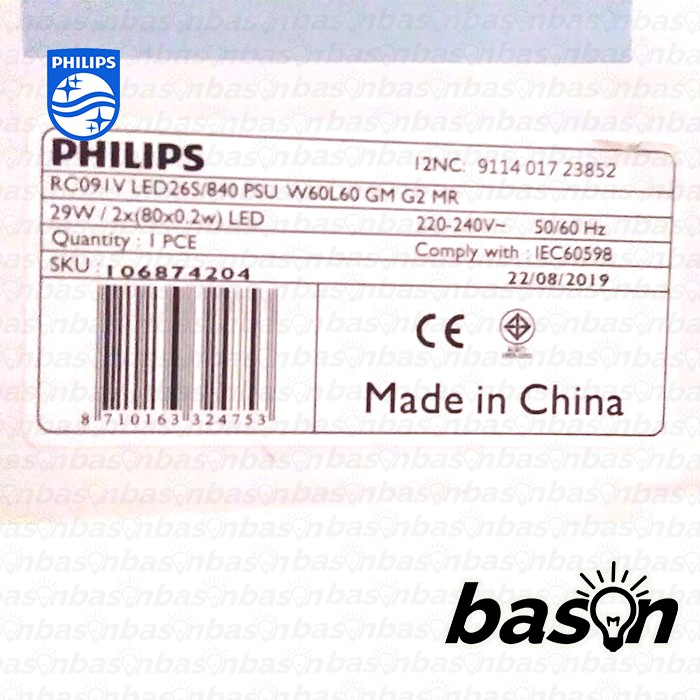 PHILIPS
PHILIPS
12NC: 9114 017 23852
RC091V LED26S/840 PSU W60L60 GM G2 MR
29W / 2x(80x0.2w) LED 220-240V~ 50/60 Hz
Quantity : 1 PCE Comply with : IEC60598
SKU : 106874204 22/08/2019
CE
Made in China
8 710163 324753
bason